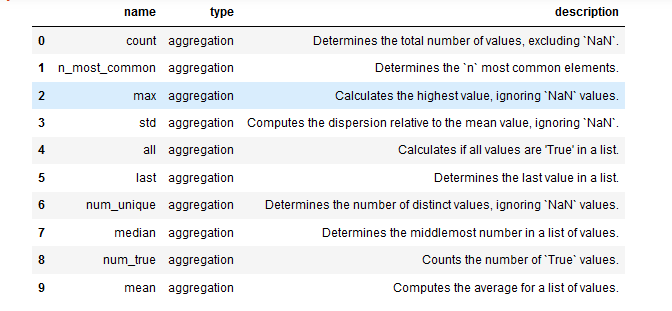 name type description
0 count aggregation Determines the total number of values, excluding `NaN`.
1 n_most_common aggregation Determines the `n` most common elements.
2 max aggregation Calculates the highest value, ignoring `NaN` values.
3 std aggregation Computes the dispersion relative to the mean value, ignoring `NaN`.
4 all aggregation Calculates if all values are 'True' in a list.
5 last aggregation Determines the last value in a list.
6 num_unique aggregation Determines the number of distinct values, ignoring `NaN` values.
7 median aggregation Determines the middlemost number in a list of values.
8 num_true aggregation Counts the number of `True` values.
9 mean aggregation Computes the average for a list of values.